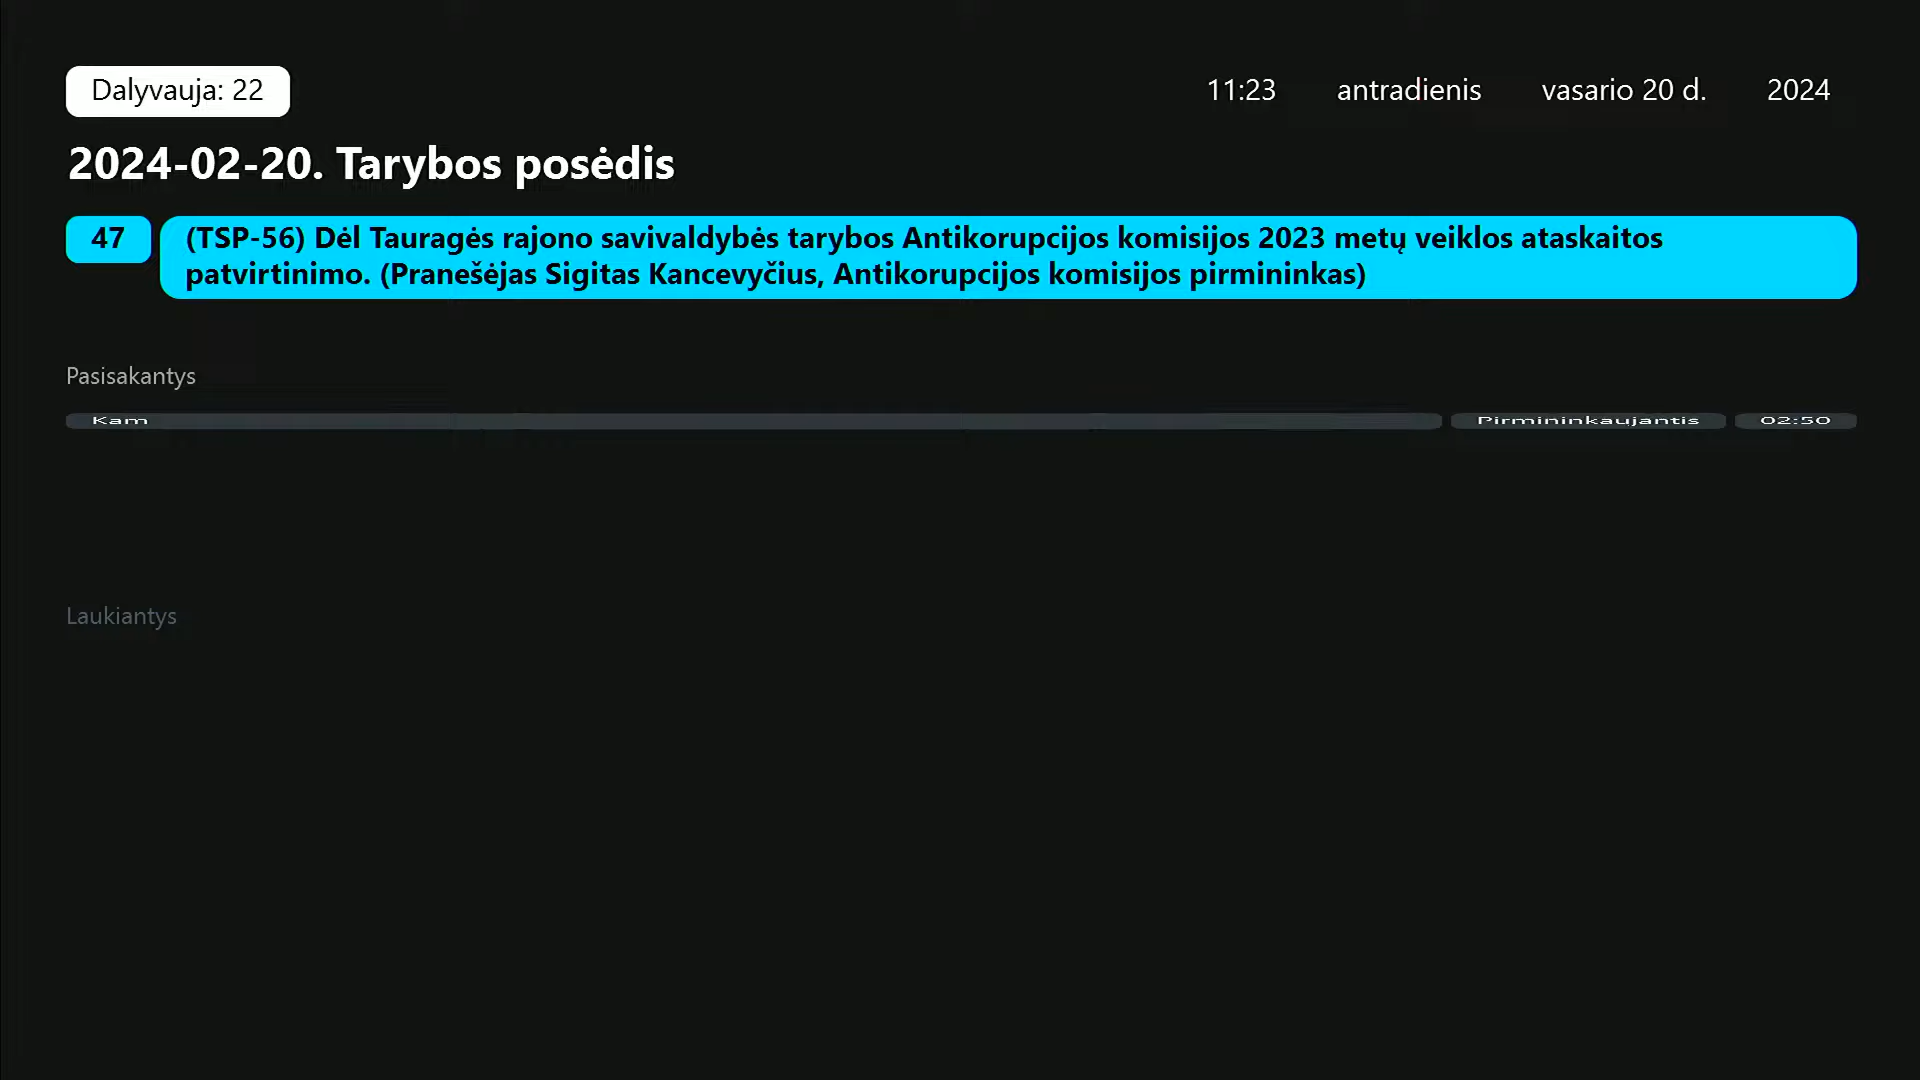 Dalyvauja: 22
11:23 antradienis vasario 20 d. 2024
2024-02-20. Tarybos posėdis
47
(TSP-56) Dėl Tauragės rajono savivaldybės tarybos Antikorupcijos komisijos 2023 metų veiklos ataskaitos
patvirtinimo. (Pranešėjas Sigitas Kancevyčius, Antikorupcijos komisijos pirmininkas)
Pasisakantys
Kam Pirmininkaujantis 02:50
Laukiantys